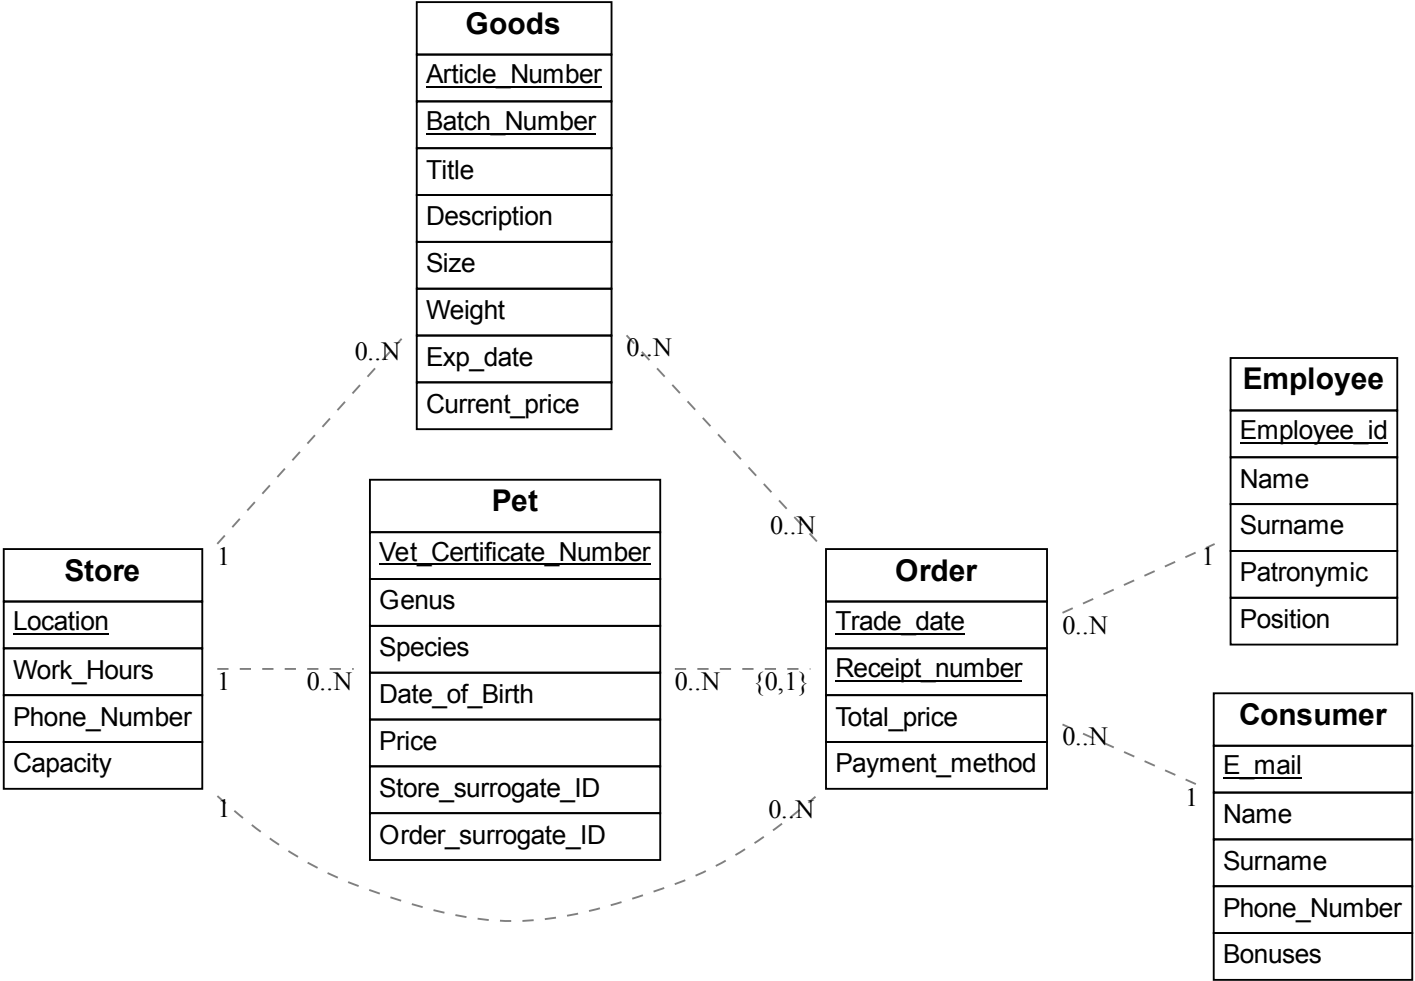 Goods
Article_Number
Batch_Number
Title
Description
Size
Weight
Exp_date
Current_price
0..N
0..N
Employee
Employee_id
Name
Surname
Patronymic
Position
1
Pet
Vet_Certificate_Number
Genus
Species
Date_of_Birth
Price
Store_surrogate_ID
Order_surrogate_ID
Store
Location
Work_Hours
Phone_Number
Capacity
1
1
0..N
1
0..N
{0,1}
0..N
0..N
Order
Trade_date
Receipt_number
Total_price
Payment_method
0..N
0..N
1
Consumer
E_mail
Name
Surname
Phone_Number
Bonuses